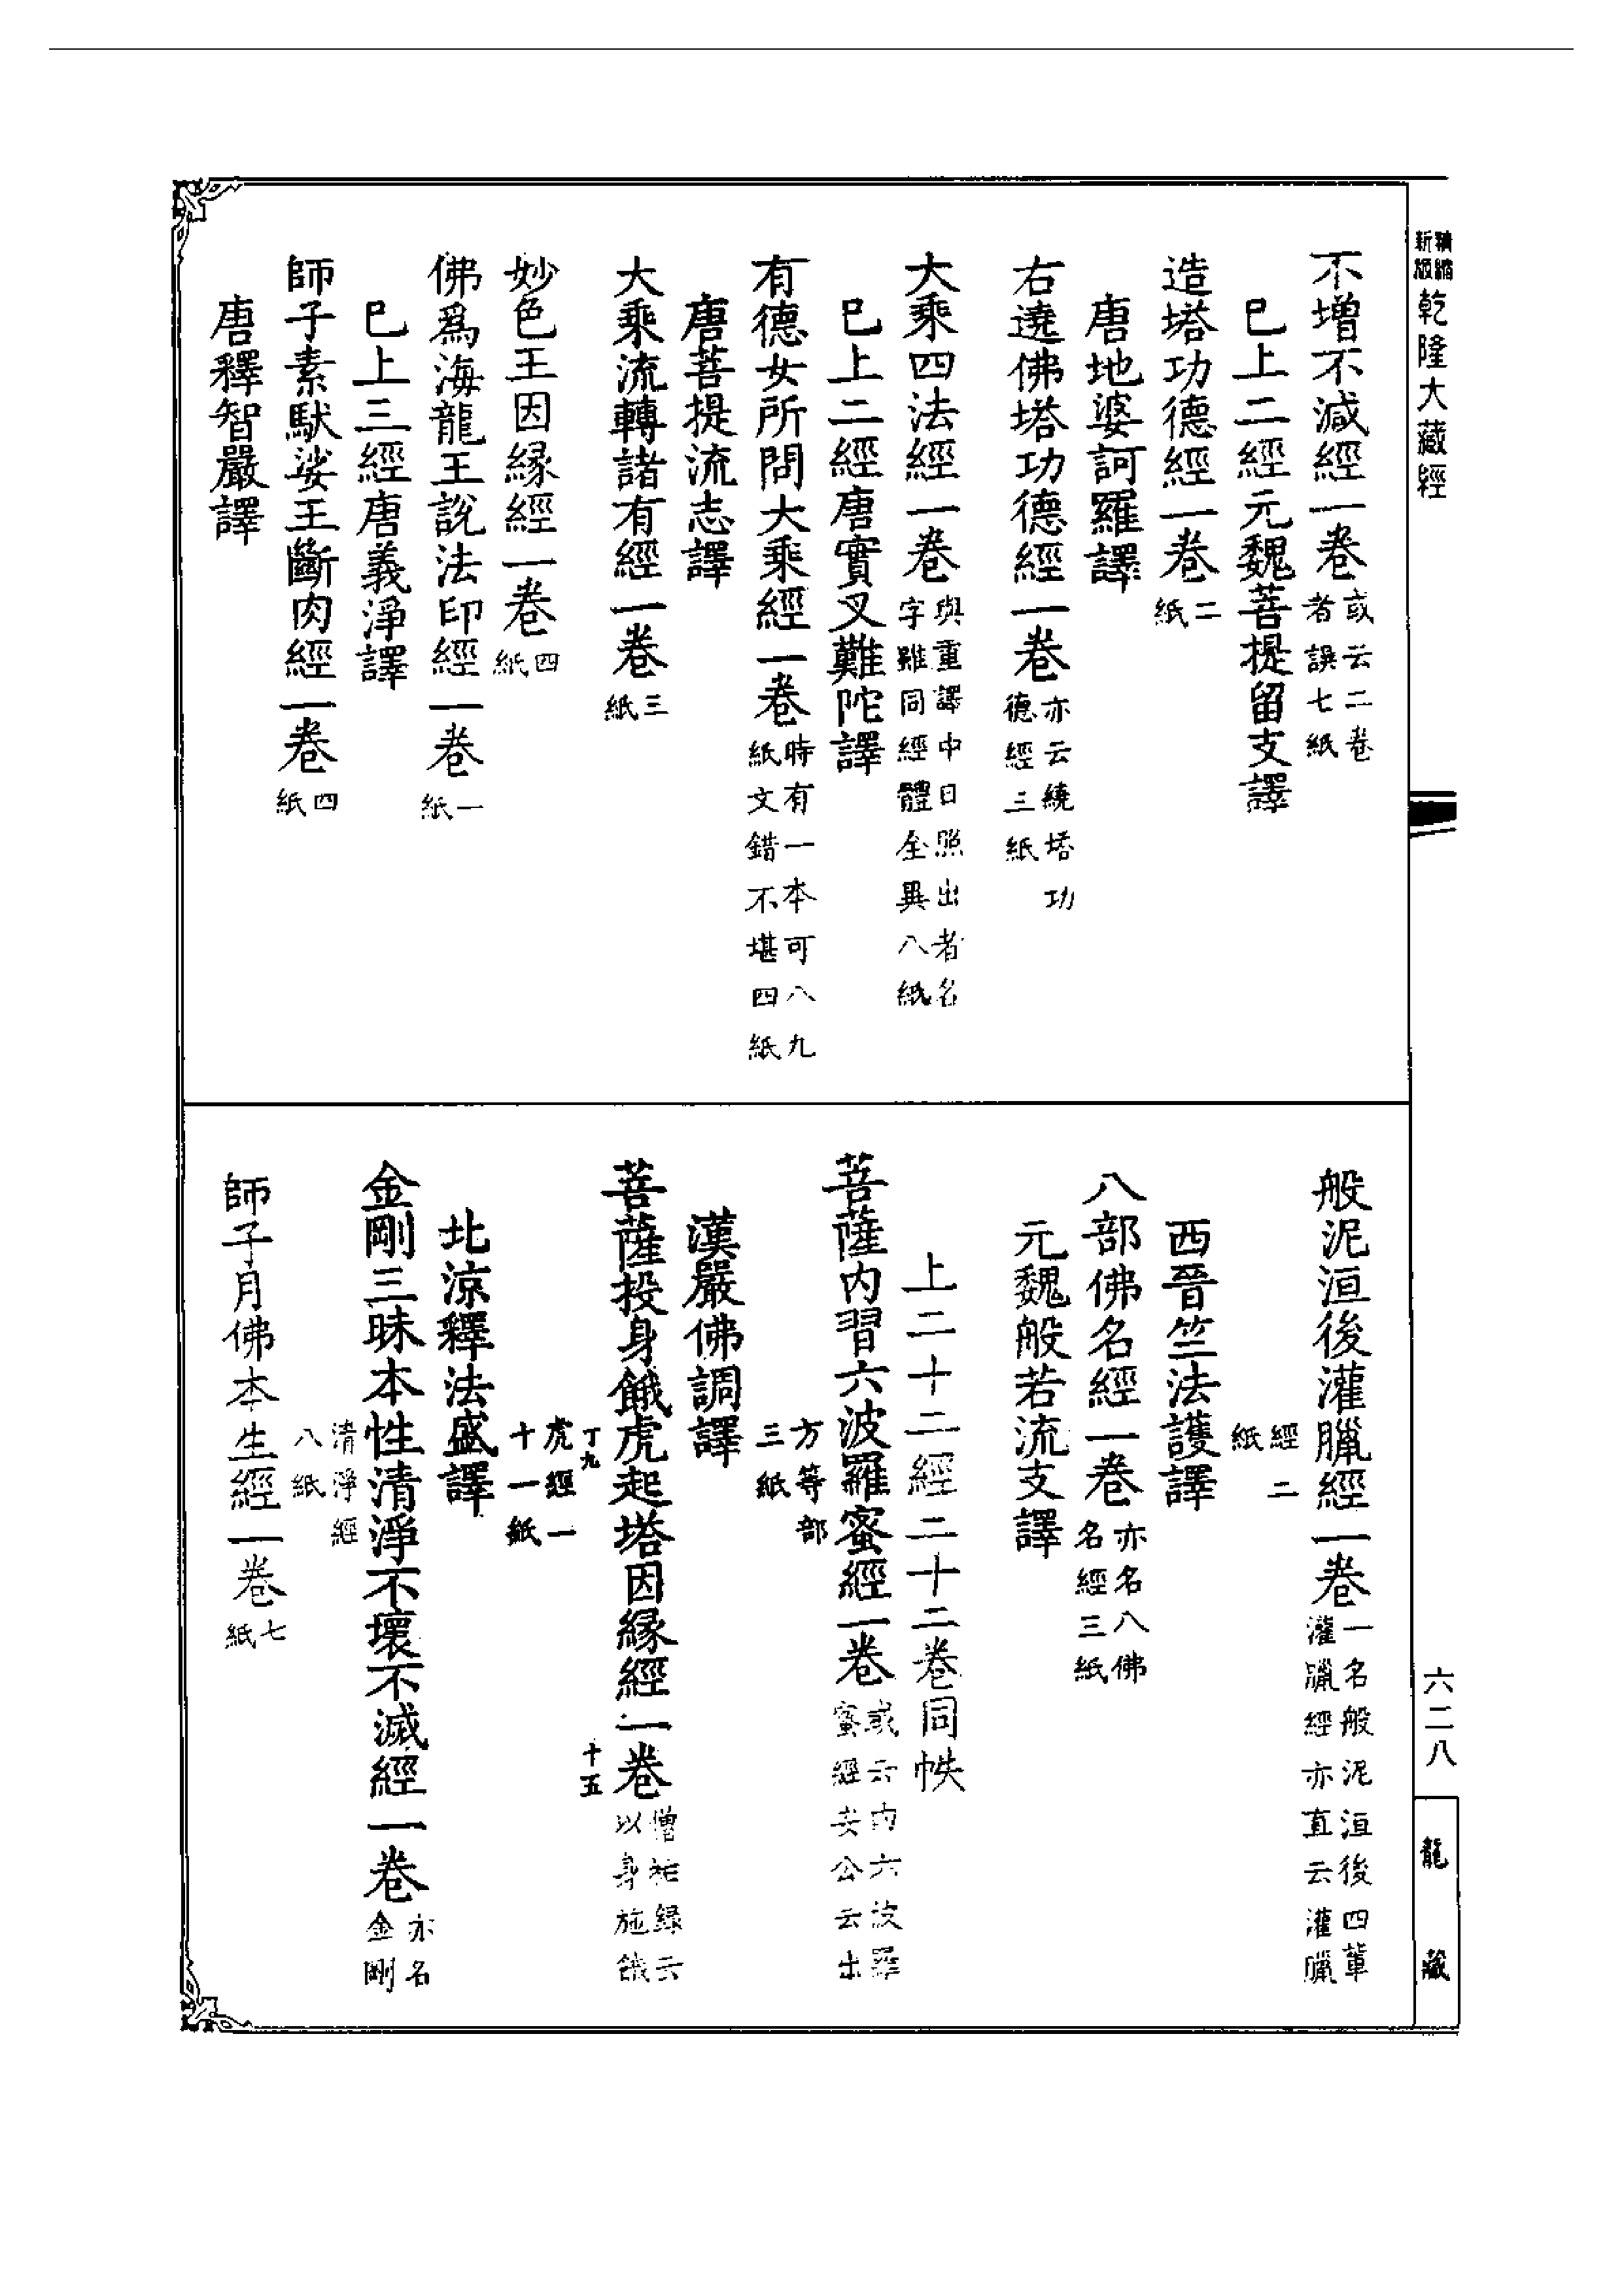 新縮
版精
乾隆大藏經
不增不減經一卷或云二卷
者誤七紙
巳上二經元魏菩提留支譯
造塔功德經一卷二
紙
唐地婆訶羅譯
右遶佛塔功德經一卷亦云繞塔功
德經三紙
大乘四法經一卷與重譯中日照出者名
字雖同經體全異八紙
巳上二經唐實叉難陀譯
有德女所問大乘經一卷時有一本可八九
紙文錯不堪四紙
唐菩提流志譯
大乘流轉諸有經一卷三
紙
妙色王因緣經一卷四
紙
佛爲海龍王說法印經一卷一
紙
巳上三經唐義淨譯
師子素馱娑王斷肉經一卷四
紙
唐釋智嚴譯
般泥洹後灌臘經一卷一名般泥洹後四輩
灌臘經亦直云灌臘
經二
紙
西晉竺法護譯
八部佛名經一卷亦名八佛
名經三紙
元魏般若流支譯
上二十二經二十二卷同帙
菩薩内習六波羅蜜經一卷或云内六波羅
蜜經安公云出
方等部
三紙
漢嚴佛調譯
菩薩投身餓虎起塔因緣經一卷僧祐錄云
以身施餓
丁九
十五
虎經一
十一紙
北涼釋法盛譯
金剛三昧本性清淨不壞不滅經一卷亦名
金剛
清淨經
八紙
師子月佛本生經一卷七
紙
六二八
龍藏